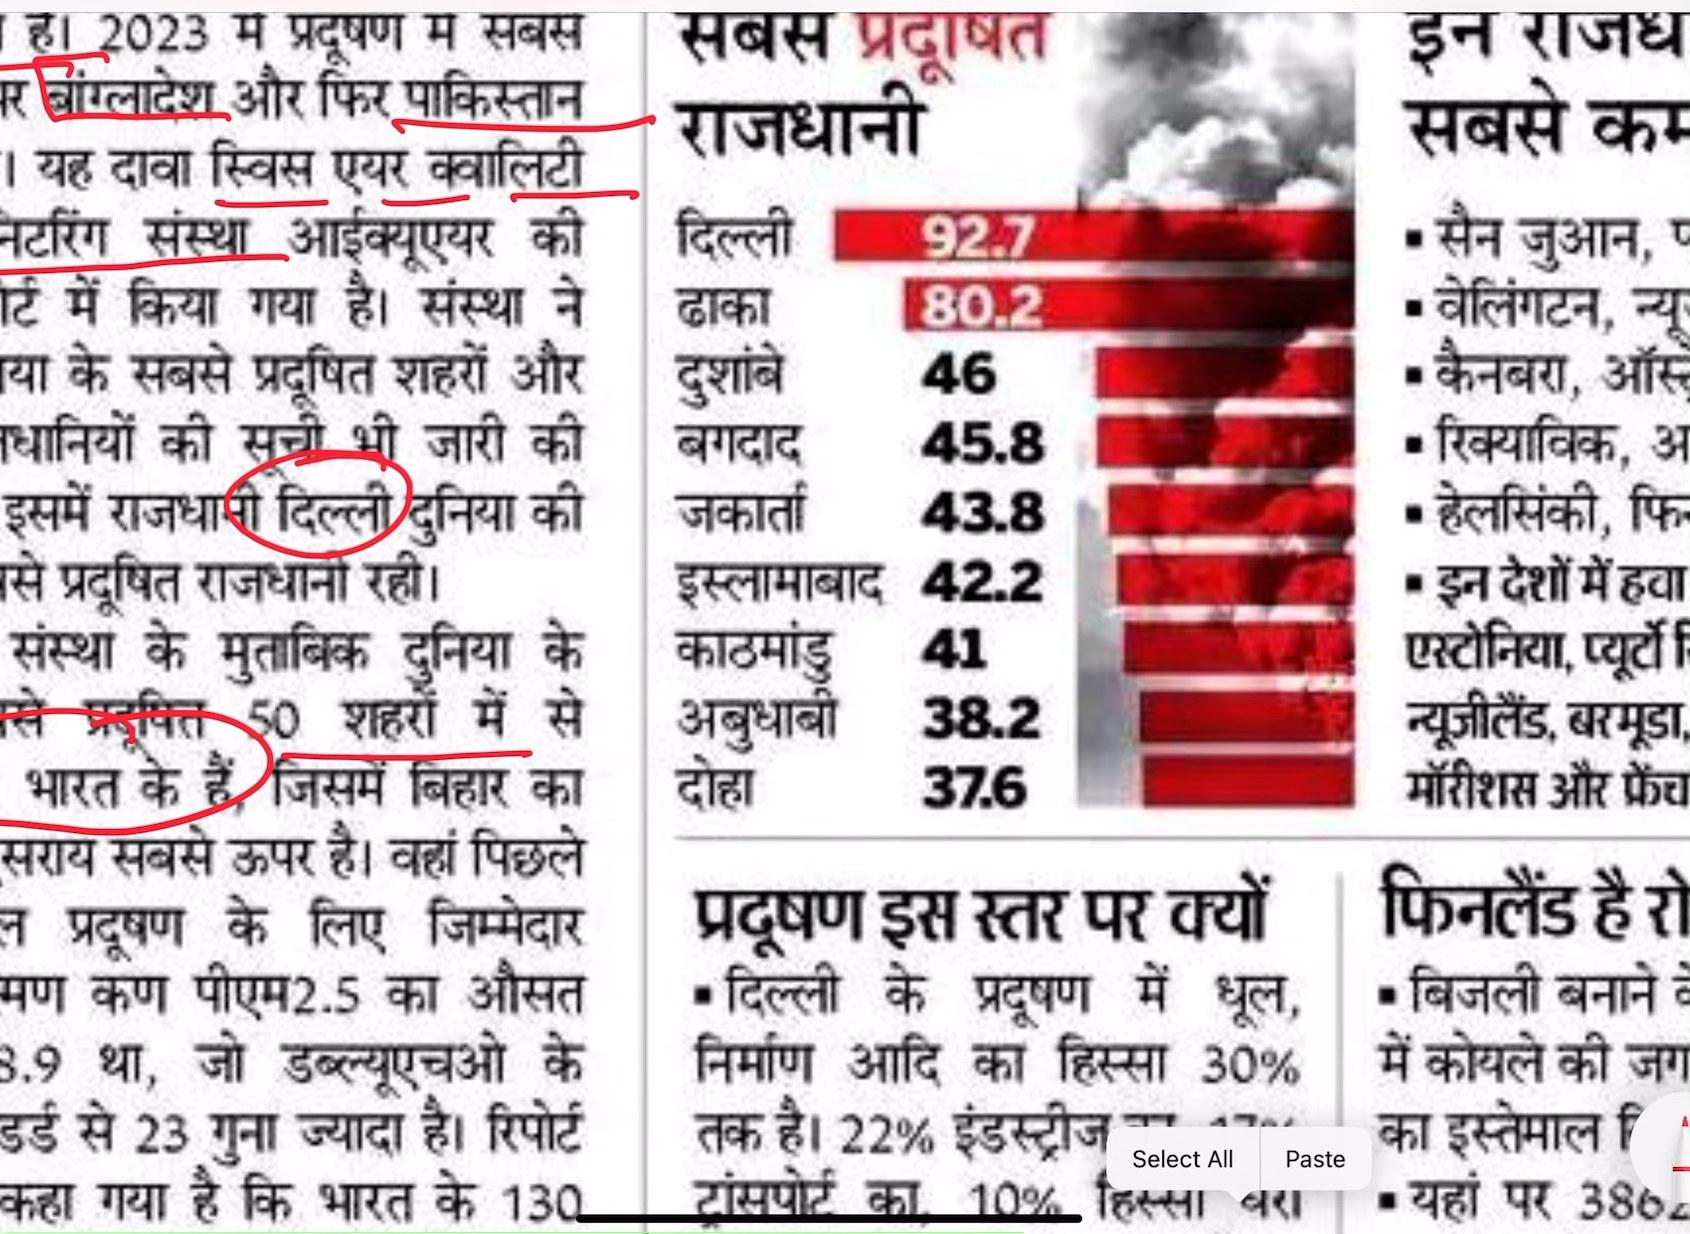 है। 2023 में प्रदूषण में सबसे
बांग्लादेश और फिर पाकिस्तान
। यह दावा स्विस एयर क्वालिटी
संस्था आईक्यूएयर की
में किया गया है। संस्था ने
के सबसे प्रदूषित शहरों और
की सूची भी जारी की
इसमें राजधानी दिल्ली दुनिया की
प्रदूषित राजधानी रही।
संस्था के मुताबिक दुनिया के
प्रदूषित 50 शहरों में से
भारत के हैं, जिसमें बिहार का
सबसे ऊपर है। वहां पिछले
प्रदूषण के लिए जिम्मेदार
कण पीएम2.5 का औसत
8.9 था, जो डब्ल्यूएचओ के
से 23 गुना ज्यादा है। रिपोर्ट
कहा गया है कि भारत के 130
सबसे प्रदूषित
राजधानी
दिल्ली 92.7
ढाका 80.2
दुशांबे 46
बगदाद 45.8
जकार्ता 43.8
इस्लामाबाद 42.2
काठमांडु 41
अबुधाबी 38.2
दोहा 37.6
प्रदूषण इस स्तर पर क्यों
▪ दिल्ली के प्रदूषण में धूल,
निर्माण आदि का हिस्सा 30%
तक है। 22% इंडस्ट्रीज
ट्रांसपोर्ट का, 10% हिस्सा
इन
सबसे कम
▪ सैन जुआन,
▪ वेलिंगटन,
▪ कैनबरा,
▪ रिक्याविक,
▪ हेलसिंकी,
▪ इन देशों में हवा
एस्टोनिया, प्यूर्टो
न्यूजीलैंड, बरमूडा,
मॉरीशस और
फिनलैंड है
▪ बिजली बनाने
में कोयले की
का इस्तेमाल
▪ यहां पर
Select All Paste